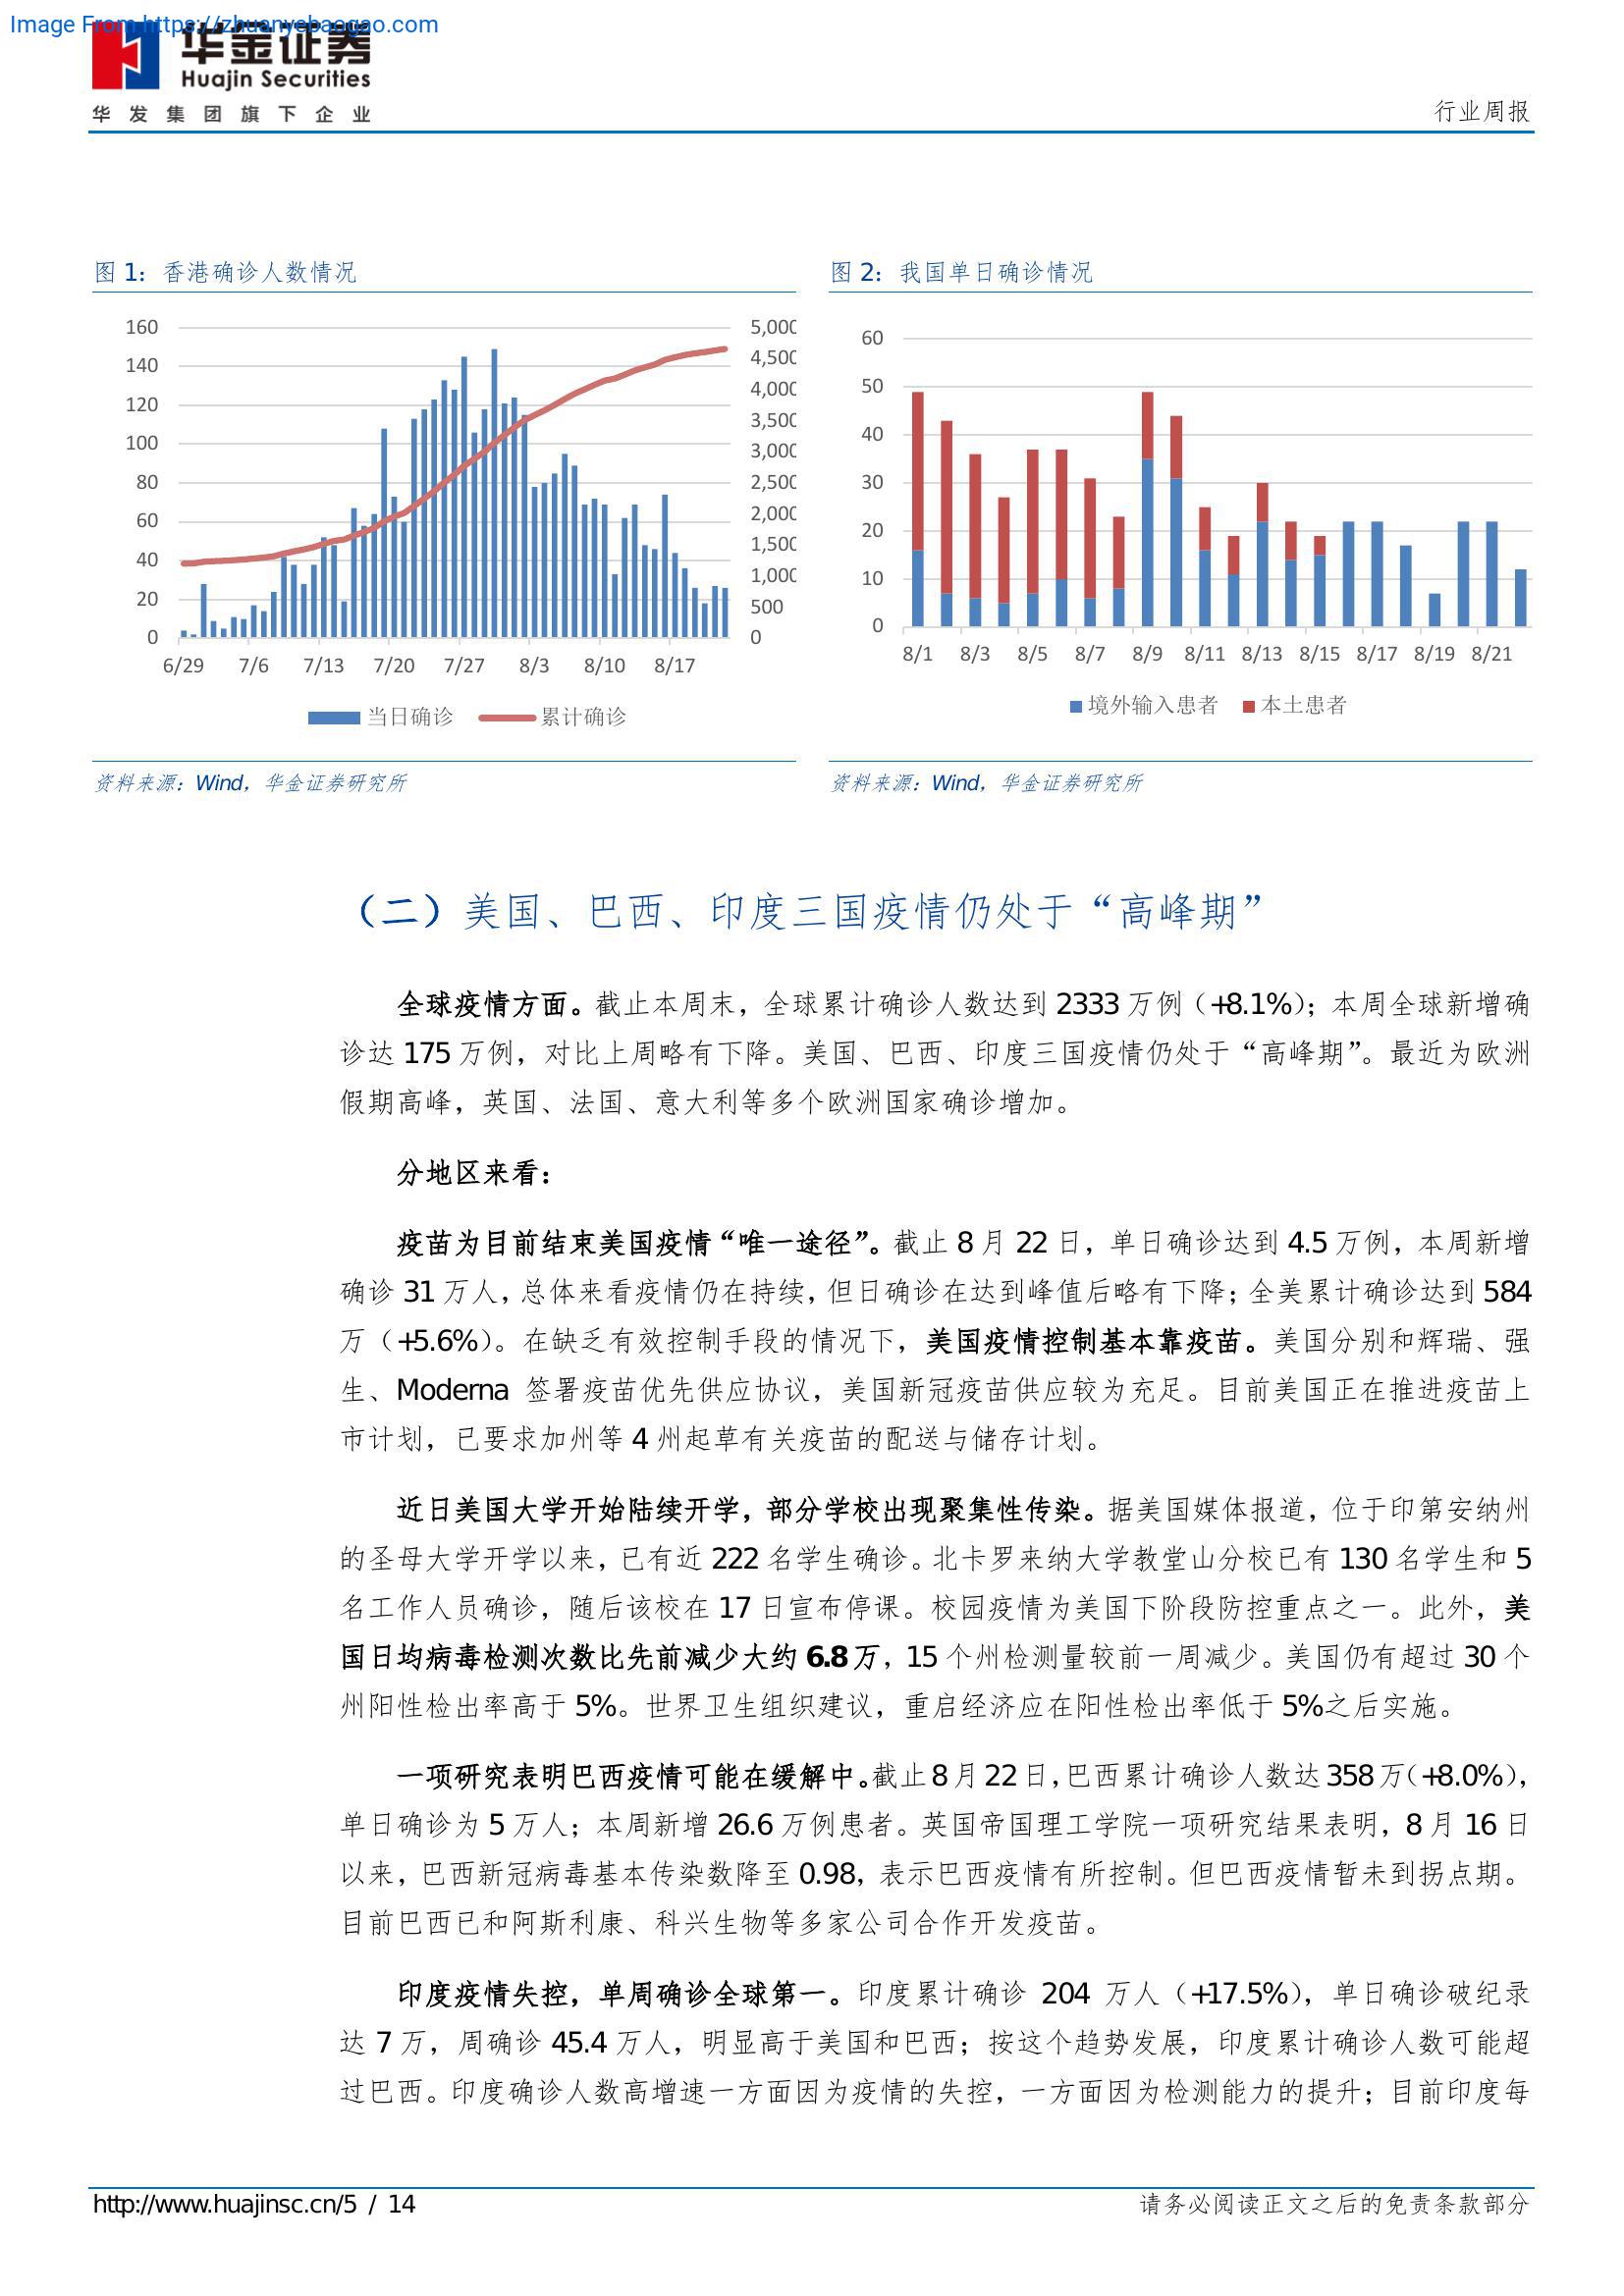 Image From https://zhuanyebaogao.com
华金证券
Huajin Securities
华发集团旗下企业
行业周报
图 1：香港确诊人数情况
160
140
120
100
80
60
40
20
0
5,000
4,500
4,000
3,500
3,000
2,500
2,000
1,500
1,000
500
0
6/29 7/6 7/13 7/20 7/27 8/3 8/10 8/17
当日确诊 累计确诊
资料来源：Wind，华金证券研究所
图 2：我国单日确诊情况
60
50
40
30
20
10
0
8/1 8/3 8/5 8/7 8/9 8/11 8/13 8/15 8/17 8/19 8/21
境外输入患者 本土患者
资料来源：Wind，华金证券研究所
（二）美国、巴西、印度三国疫情仍处于“高峰期”
全球疫情方面。截止本周末，全球累计确诊人数达到 2333 万例（+8.1%）；本周全球新增确
诊达 175 万例，对比上周略有下降。美国、巴西、印度三国疫情仍处于“高峰期”。最近为欧洲
假期高峰，英国、法国、意大利等多个欧洲国家确诊增加。
分地区来看：
疫苗为目前结束美国疫情“唯一途径”。截止 8 月 22 日，单日确诊达到 4.5 万例，本周新增
确诊 31 万人，总体来看疫情仍在持续，但日确诊在达到峰值后略有下降；全美累计确诊达到 584
万（+5.6%）。在缺乏有效控制手段的情况下，美国疫情控制基本靠疫苗。美国分别和辉瑞、强
生、Moderna 签署疫苗优先供应协议，美国新冠疫苗供应较为充足。目前美国正在推进疫苗上
市计划，已要求加州等 4 州起草有关疫苗的配送与储存计划。
近日美国大学开始陆续开学，部分学校出现聚集性传染。据美国媒体报道，位于印第安纳州
的圣母大学开学以来，已有近 222 名学生确诊。北卡罗来纳大学教堂山分校已有 130 名学生和 5
名工作人员确诊，随后该校在 17 日宣布停课。校园疫情为美国下阶段防控重点之一。此外，美
国日均病毒检测次数比先前减少大约 6.8 万，15 个州检测量较前一周减少。美国仍有超过 30 个
州阳性检出率高于 5%。世界卫生组织建议，重启经济应在阳性检出率低于 5%之后实施。
一项研究表明巴西疫情可能在缓解中。截止 8 月 22 日，巴西累计确诊人数达 358 万（+8.0%），
单日确诊为 5 万人；本周新增 26.6 万例患者。英国帝国理工学院一项研究结果表明，8 月 16 日
以来，巴西新冠病毒基本传染数降至 0.98，表示巴西疫情有所控制。但巴西疫情暂未到拐点期。
目前巴西已和阿斯利康、科兴生物等多家公司合作开发疫苗。
印度疫情失控，单周确诊全球第一。印度累计确诊 204 万人（+17.5%），单日确诊破纪录
达 7 万，周确诊 45.4 万人，明显高于美国和巴西；按这个趋势发展，印度累计确诊人数可能超
过巴西。印度确诊人数高增速一方面因为疫情的失控，一方面因为检测能力的提升；目前印度每
http://www.huajinsc.cn/5 / 14
请务必阅读正文之后的免责条款部分